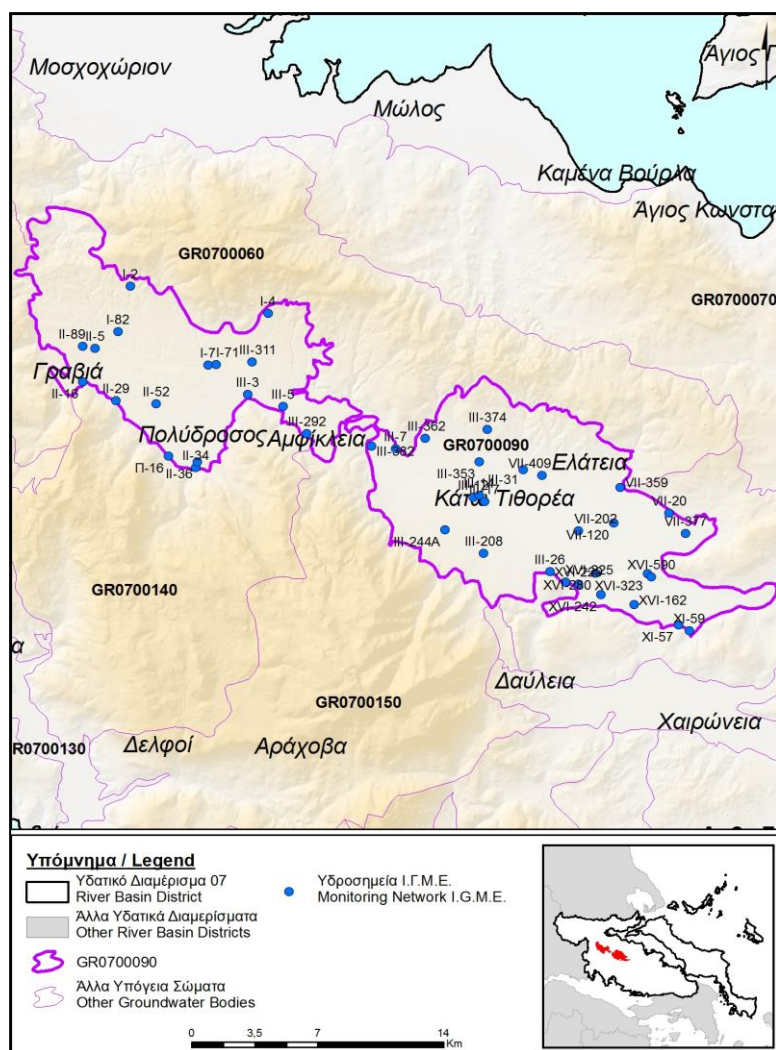 Μοσχοχώριον
Άγιος Γ
Μώλος
Καμένα Βούρλα
Άγιος Κωνστα
GR0700060
GR0700070
I-2
I-4
I-82
II-89
II-5
I-7
I-71
III-311
Γραβιά
II-16
II-29
II-52
III-3
III-5
III-374
Πολύδροσος
III-292
Αμφίκλεια
III-7
III-362
III-382
GR0700090
Π-16
II-34
II-36
III-353
VII-409
Ελάτεια
III-31
VII-359
Κάτω Τιθορέα
VII-20
VII-202
VII-377
VII-120
III-244A
III-208
III-26
XVI-225
XVI-590
XVI-280
XVI-323
XVI-242
XVI-162
XI-59
XI-57
GR0700140
Δαύλεια
GR0700150
Χαιρώνεια
R0700130
Δελφοί
Αράχοβα
Υπόμνημα / Legend
Υδατικό Διαμέρισμα 07
River Basin District
Υδροσημεία Ι.Γ.Μ.Ε.
Monitoring Network I.G.M.E.
Άλλα Υδατικά Διαμερίσματα
Other River Basin Districts
GR0700090
Άλλα Υπόγεια Σώματα
Other Groundwater Bodies
0 3,5 7 14
Km